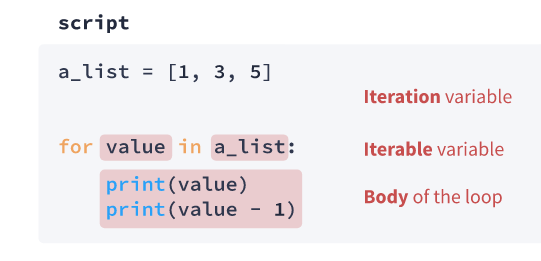 script
a_list = [1, 3, 5]
Iteration variable
for value in a_list:
Iterable variable
print(value)
print(value - 1)
Body of the loop